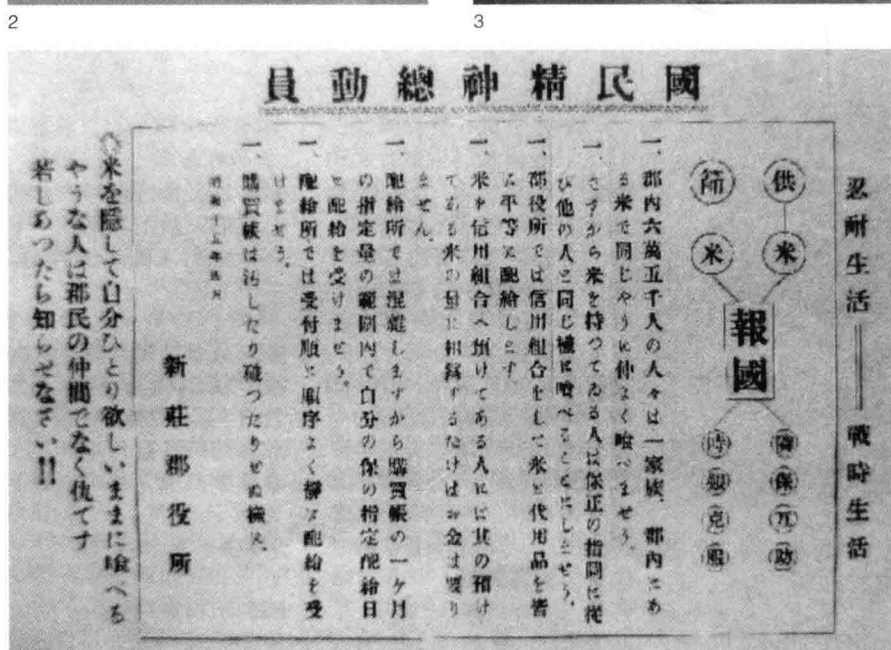 2
3
國民精神總動員
忍耐生活══戰時生活
供米
節米
報國
隣保互助
時艱克服
一、郡內六萬五千人の人々は一家族、郡內にあ
る米で同じやうに仲よく喰べませう。
一、ですから米を持つてゐる人は保正の指圖に從
ひ他の人と同じ樣に喰べることにしませう。
一、郡役所では信用組合をして米と代用品を皆
に平等に配給します
一、米を信用組合へ預けてある人には其の預け
てある米の量に相當するだけはお金は要り
ません。
一、配給所では混雜しますから購買帳の一ケ月
の指定量の範圍內で自分の保の指定配給日
に配給を受けませう。
一、配給所では受付順に順序よく配給を受
けませう。
一、購買帳は汚したり破つたりせぬ樣に、
昭和十五年 月
新莊郡役所
◇米を隱して自分ひとり欲しいままに喰べる
やうな人は郡民の仲間でなく仇です
若しあつたら知らせなさい!!